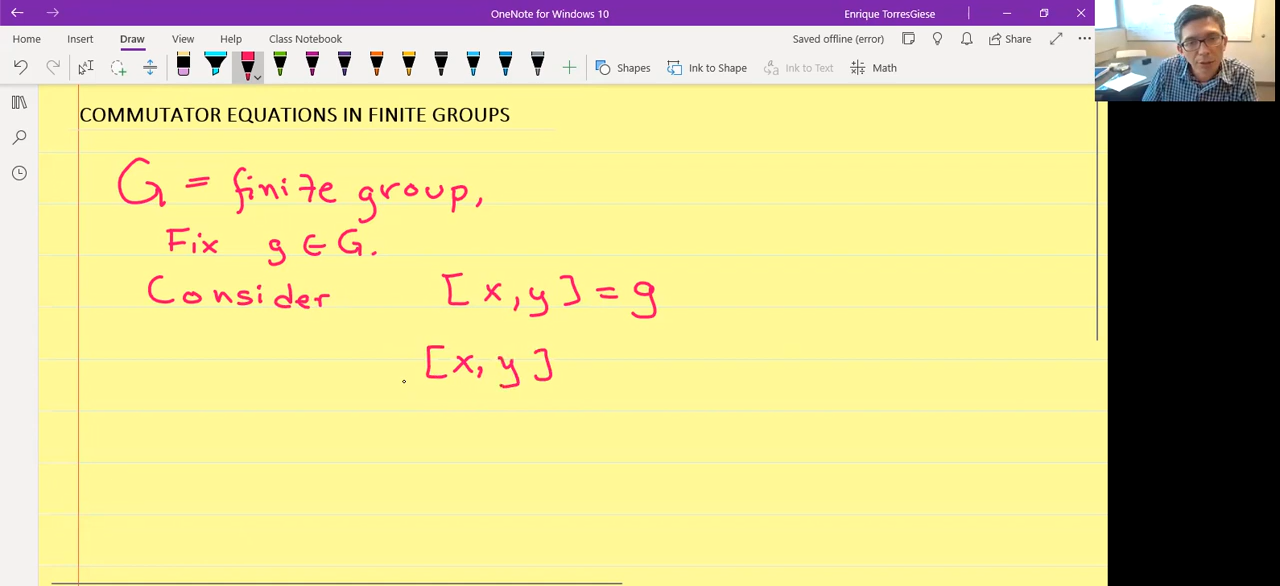 OneNote for Windows 10
Enrique TorresGiese
Home Insert Draw View Help Class Notebook
Saved offline (error)
Share
Shapes
Ink to Shape
Ink to Text
Math
COMMUTATOR EQUATIONS IN FINITE GROUPS
G = finite group,
Fix g ∈ G.
Consider [x, y] = g
[x, y]